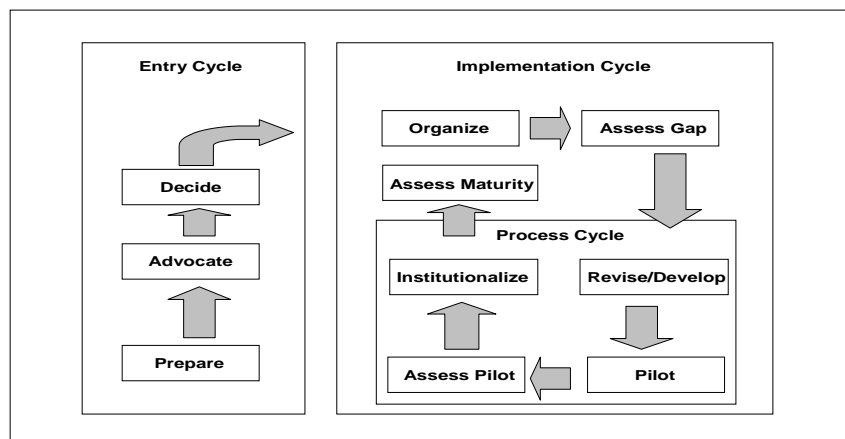 Entry Cycle
Decide
Advocate
Prepare
Implementation Cycle
Organize
Assess Gap
Assess Maturity
Process Cycle
Institutionalize
Revise/Develop
Assess Pilot
Pilot